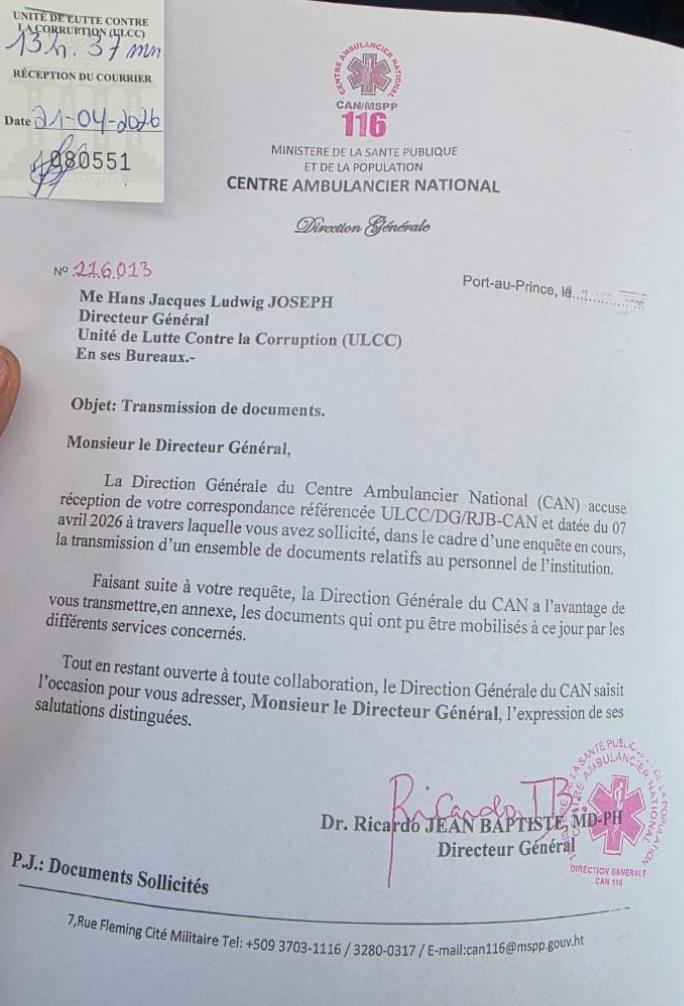 UNITÉ DE LUTTE CONTRE
LA CORRUPTION (ULCC)
13h. 37 mn
RÉCEPTION DU COURRIER
Date 21-04-2026
980551
CENTRE AMBULANCIER NATIONAL
CAN/MSPP
116
MINISTERE DE LA SANTE PUBLIQUE
ET DE LA POPULATION
CENTRE AMBULANCIER NATIONAL
Direction Générale
N° 216.013
Port-au-Prince, le
Me Hans Jacques Ludwig JOSEPH
Directeur Général
Unité de Lutte Contre la Corruption (ULCC)
En ses Bureaux.-
Objet: Transmission de documents.
Monsieur le Directeur Général,
La Direction Générale du Centre Ambulancier National (CAN) accuse
réception de votre correspondance référencée ULCC/DG/RJB-CAN et datée du 07
avril 2026 à travers laquelle vous avez sollicité, dans le cadre d'une enquête en cours,
la transmission d'un ensemble de documents relatifs au personnel de l'institution.
Faisant suite à votre requête, la Direction Générale du CAN a l'avantage de
vous transmettre,en annexe, les documents qui ont pu être mobilisés à ce jour par les
différents services concernés.
Tout en restant ouverte à toute collaboration, le Direction Générale du CAN saisit
l'occasion pour vous adresser, Monsieur le Directeur Général, l'expression de ses
salutations distinguées.
Ricardo JB
Dr. Ricardo JEAN BAPTISTE, MD-PH
Directeur Général
DIRECTION GENERALE
CAN 116
P.J.: Documents Sollicités
7,Rue Fleming Cité Militaire Tel: +509 3703-1116 / 3280-0317 / E-mail:can116@mspp.gouv.ht